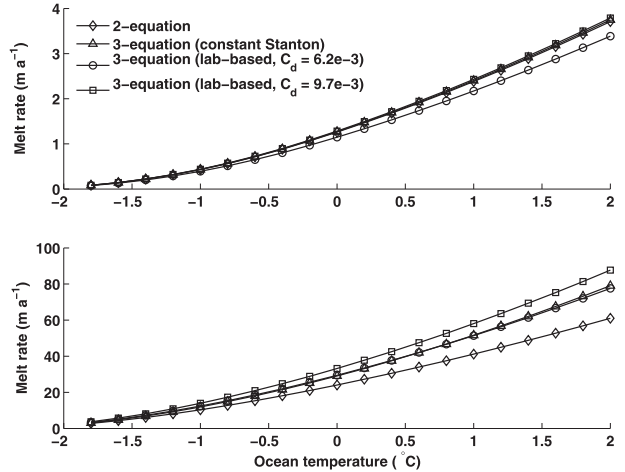 4
3
2
1
0
Melt rate (m a⁻¹)
2−equation
3−equation (constant Stanton)
3−equation (lab−based, C_d = 6.2e−3)
3−equation (lab−based, C_d = 9.7e−3)
−2 −1.5 −1 −0.5 0 0.5 1 1.5 2
100
80
60
40
20
0
Melt rate (m a⁻¹)
−2 −1.5 −1 −0.5 0 0.5 1 1.5 2
Ocean temperature ( °C)